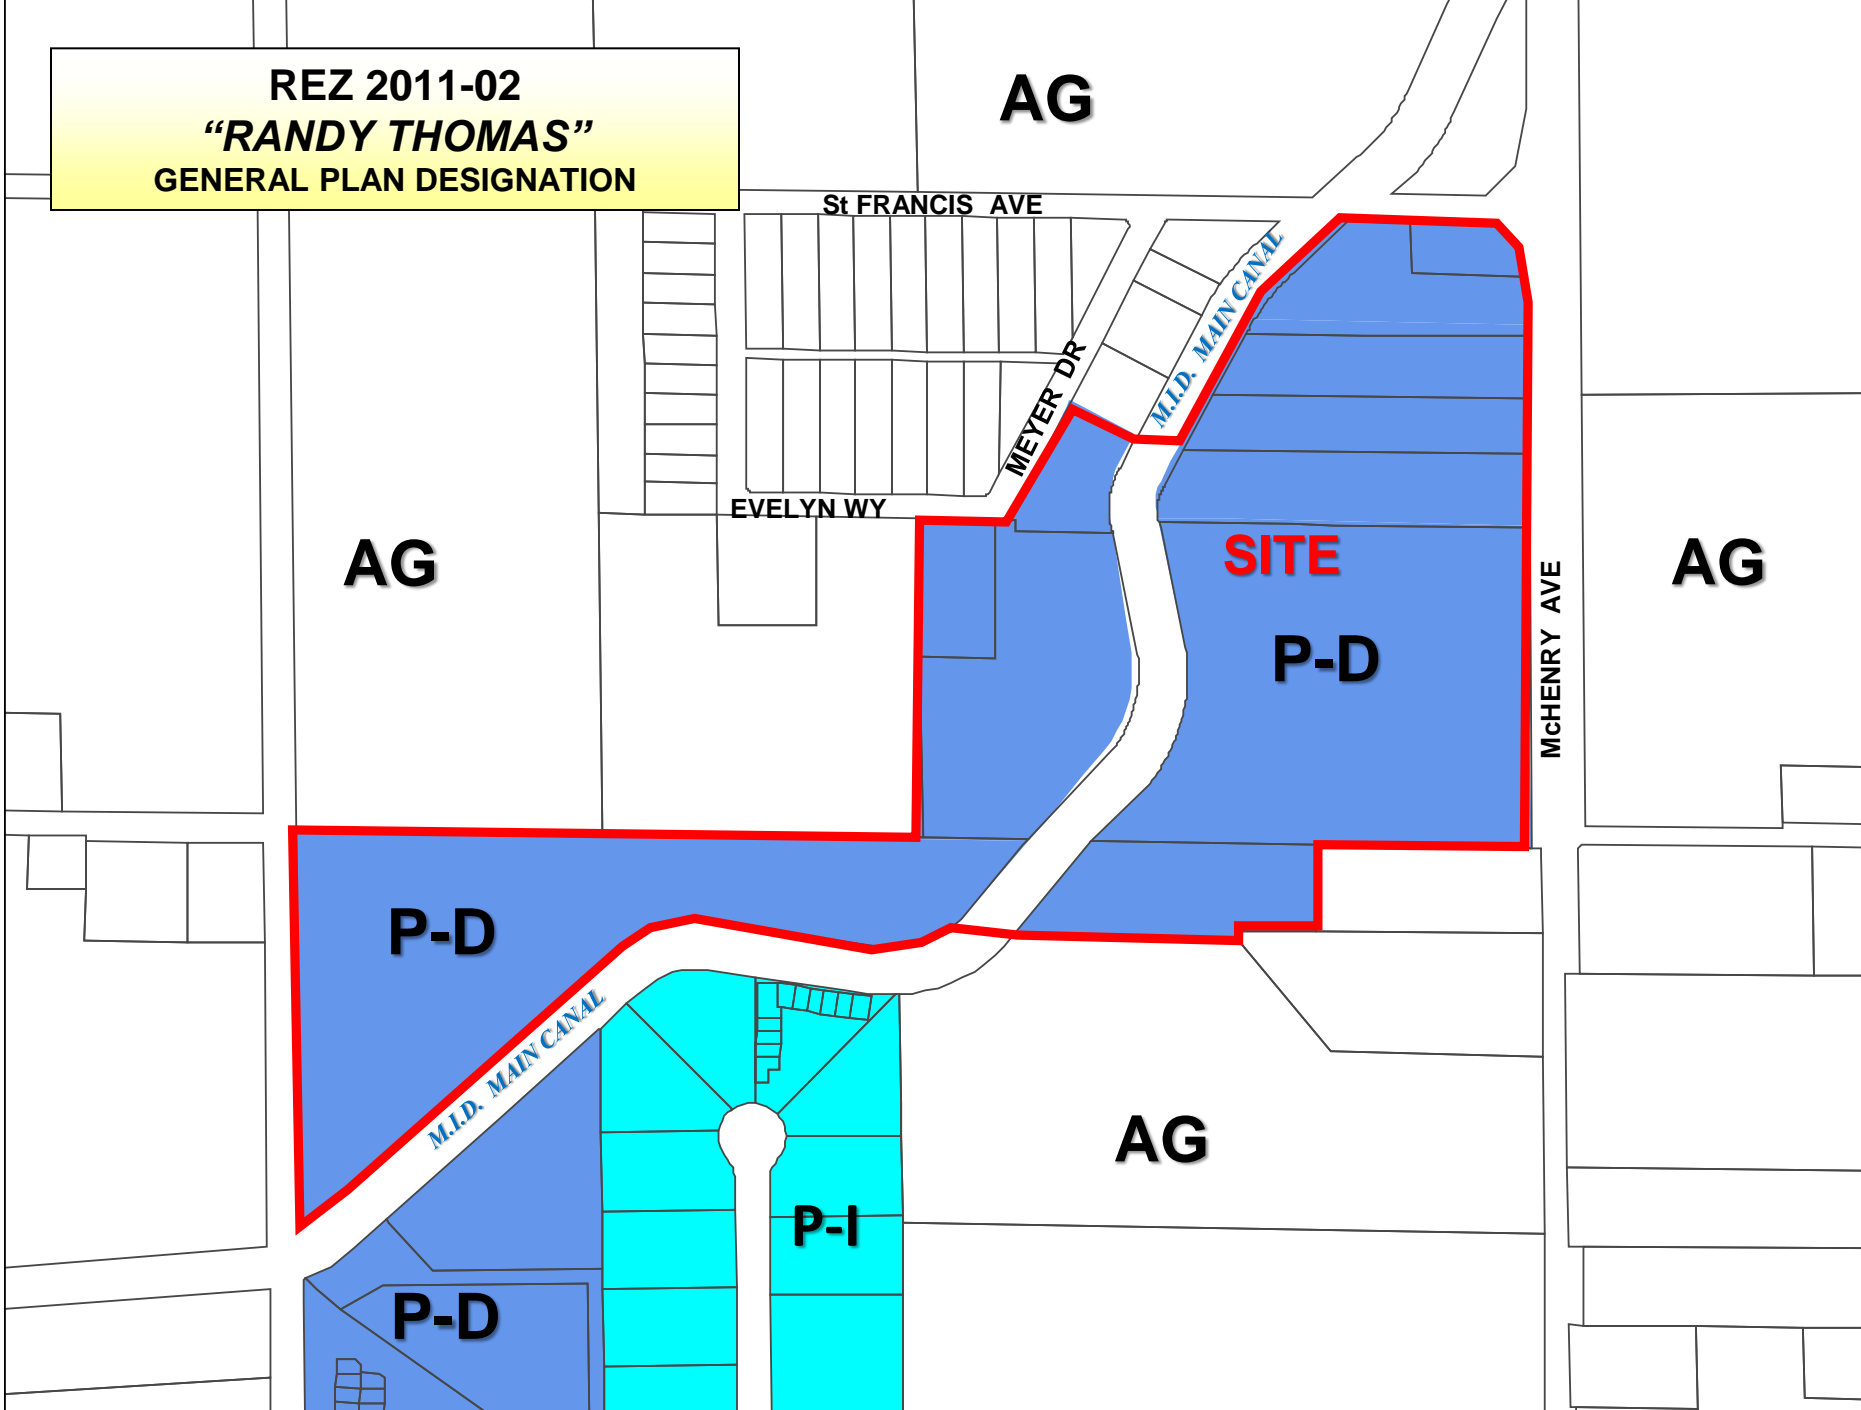 REZ 2011-02
“RANDY THOMAS”
GENERAL PLAN DESIGNATION
AG
St FRANCIS AVE
M.I.D. MAIN CANAL
MEYER DR
EVELYN WY
AG
SITE
AG
P-D
McHENRY AVE
P-D
M.I.D. MAIN CANAL
AG
P-I
P-D